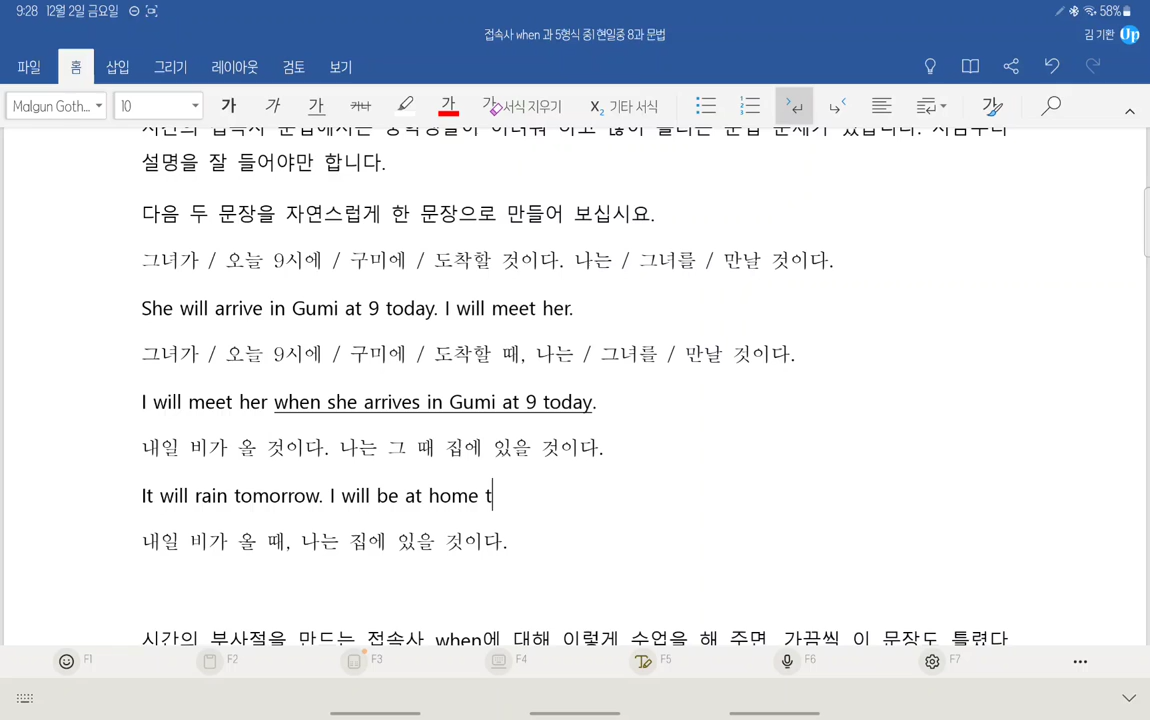 9:28 12월 2일 금요일 58%
접속사 when 과 5형식 중1 현일중 8과 문법
김 기환 Up
파일 홈 삽입 그리기 레이아웃 검토 보기
Malgun Goth... 10 가 가 가 가나 가 가 서식 지우기 X₂ 기타 서식 가
설명을 잘 들어야만 합니다.
다음 두 문장을 자연스럽게 한 문장으로 만들어 보십시요.
그녀가 / 오늘 9시에 / 구미에 / 도착할 것이다. 나는 / 그녀를 / 만날 것이다.
She will arrive in Gumi at 9 today. I will meet her.
그녀가 / 오늘 9시에 / 구미에 / 도착할 때, 나는 / 그녀를 / 만날 것이다.
I will meet her when she arrives in Gumi at 9 today.
내일 비가 올 것이다. 나는 그 때 집에 있을 것이다.
It will rain tomorrow. I will be at home t
내일 비가 올 때, 나는 집에 있을 것이다.
시간의 부사절을 만드는 접속사 when에 대해 이렇게 수업을 해 주면, 가끔씩 이 문장도 틀렸다
F1 F2 F3 F4 F5 F6 F7